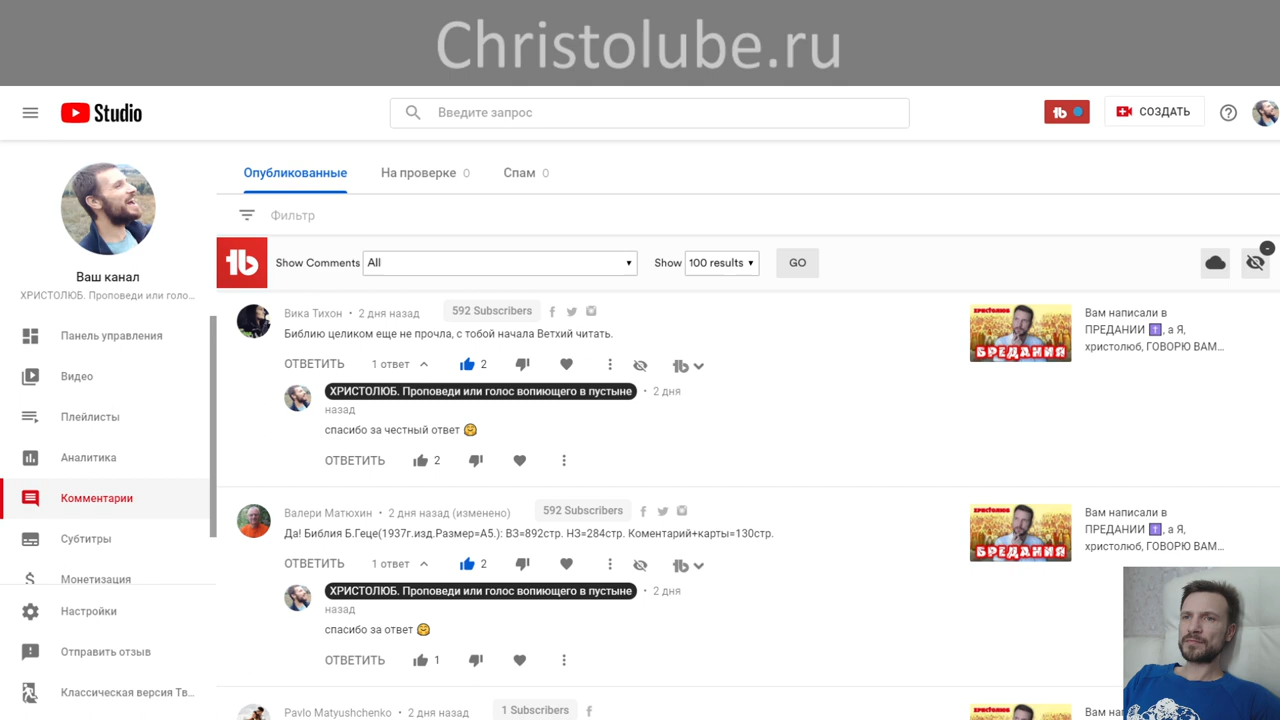 Christolube.ru
Studio
Введите запрос
СОЗДАТЬ
Ваш канал
ХРИСТОЛЮБ. Проповеди или голо...
Панель управления
Видео
Плейлисты
Аналитика
Комментарии
Субтитры
Монетизация
Настройки
Отправить отзыв
Классическая версия Тв...
Опубликованные
На проверке 0
Спам 0
Фильтр
Show Comments All Show 100 results GO
Вика Тихон • 2 дня назад 592 Subscribers
Библию целиком еще не прочла, с тобой начала Ветхий читать.
ОТВЕТИТЬ 1 ответ 2
ХРИСТОЛЮБ. Проповеди или голос вопиющего в пустыне • 2 дня
назад
спасибо за честный ответ
ОТВЕТИТЬ 2
ХРИСТОЛЮБ
БРЕДАНИЯ
Вам написали в
ПРЕДАНИИ, а Я,
христолюб, ГОВОРЮ ВАМ...
Валери Матюхин • 2 дня назад (изменено) 592 Subscribers
Да! Библия Б.Геце(1937г.изд.Размер=А5.): ВЗ=892стр. НЗ=284стр. Коментарий+карты=130стр.
ОТВЕТИТЬ 1 ответ 2
ХРИСТОЛЮБ. Проповеди или голос вопиющего в пустыне • 2 дня
назад
спасибо за ответ
ОТВЕТИТЬ 1
ХРИСТОЛЮБ
БРЕДАНИЯ
Вам написали в
ПРЕДАНИИ, а Я,
христолюб, ГОВОРЮ ВАМ...
Pavlo Matyushchenko • 2 дня назад 1 Subscribers
ХРИСТОЛЮБ